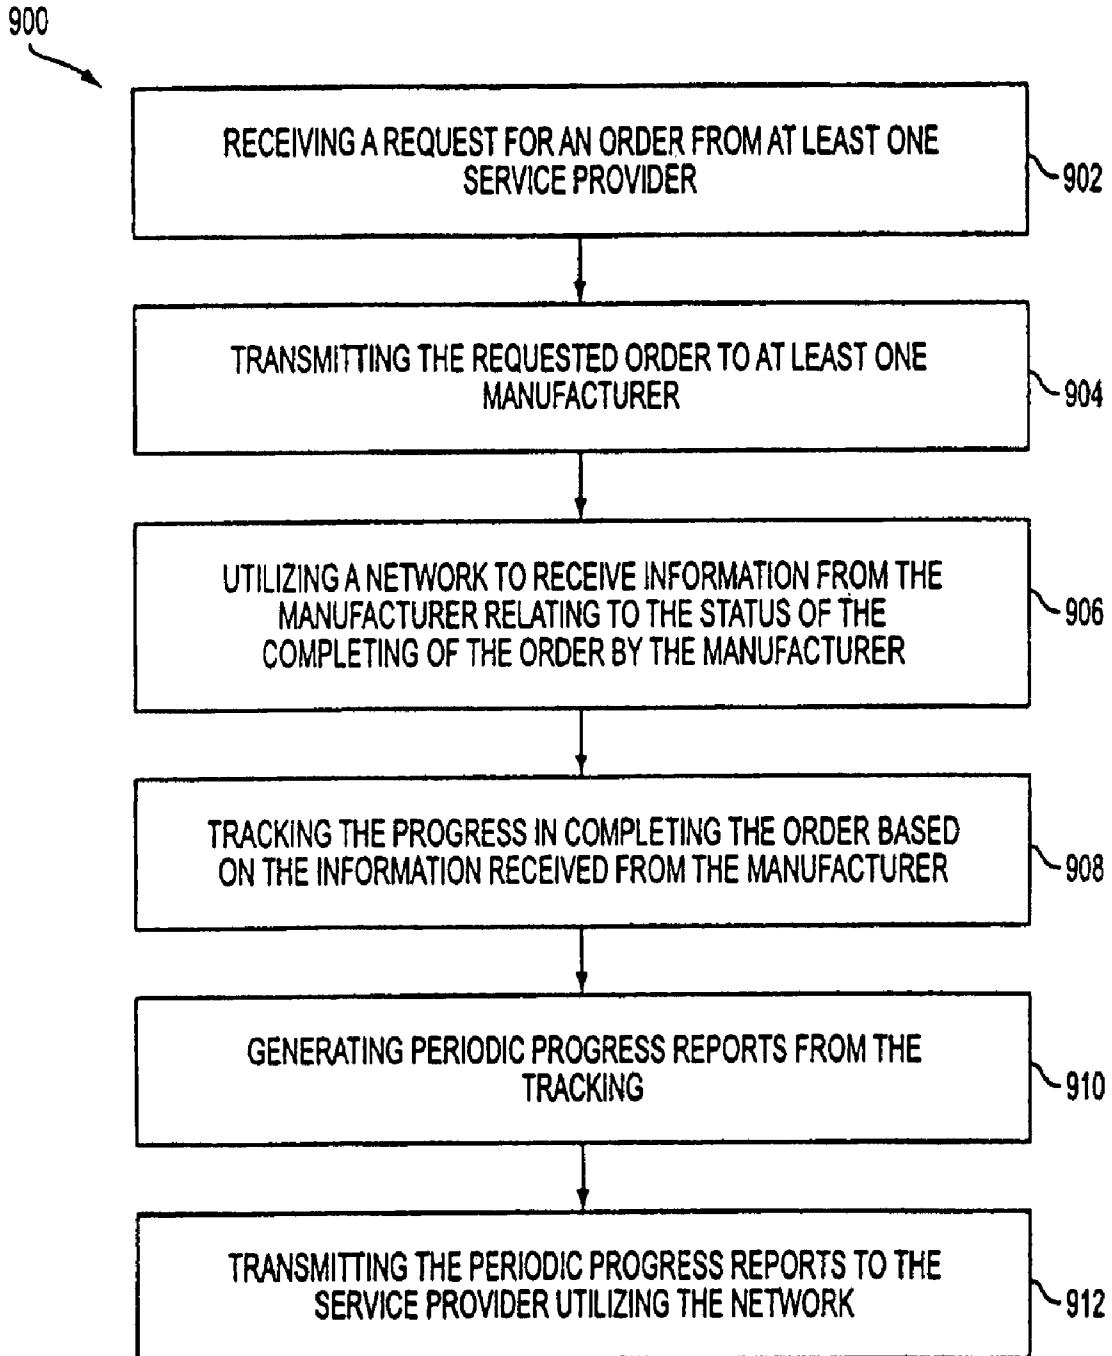 900
RECEIVING A REQUEST FOR AN ORDER FROM AT LEAST ONE
SERVICE PROVIDER
902
TRANSMITTING THE REQUESTED ORDER TO AT LEAST ONE
MANUFACTURER
904
UTILIZING A NETWORK TO RECEIVE INFORMATION FROM THE
MANUFACTURER RELATING TO THE STATUS OF THE
COMPLETING OF THE ORDER BY THE MANUFACTURER
906
TRACKING THE PROGRESS IN COMPLETING THE ORDER BASED
ON THE INFORMATION RECEIVED FROM THE MANUFACTURER
908
GENERATING PERIODIC PROGRESS REPORTS FROM THE
TRACKING
910
TRANSMITTING THE PERIODIC PROGRESS REPORTS TO THE
SERVICE PROVIDER UTILIZING THE NETWORK
912